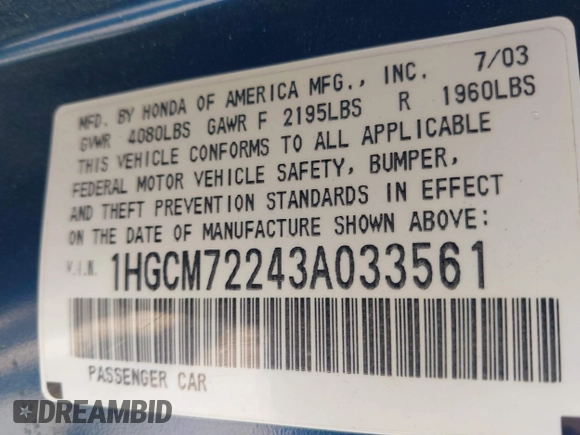 MFD. BY HONDA OF AMERICA MFG., INC. 7/03
GVWR 4080LBS GAWR F 2195LBS R 1960LBS
THIS VEHICLE CONFORMS TO ALL APPLICABLE
FEDERAL MOTOR VEHICLE SAFETY, BUMPER,
AND THEFT PREVENTION STANDARDS IN EFFECT
ON THE DATE OF MANUFACTURE SHOWN ABOVE:
V.I.N. 1HGCM72243A033561
PASSENGER CAR
DREAMBID